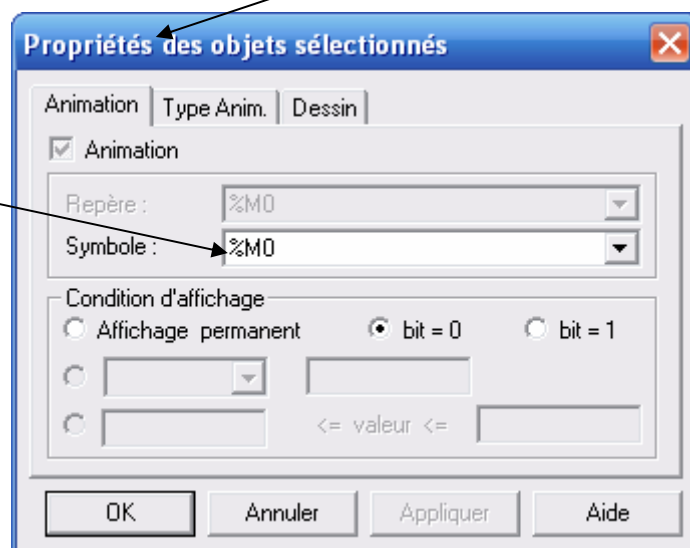 Propriétés des objets sélectionnés
Animation Type Anim. Dessin
Animation
Repère : %M0
Symbole : %M0
Condition d'affichage
Affichage permanent bit = 0 bit = 1
<= valeur <=
OK Annuler Appliquer Aide